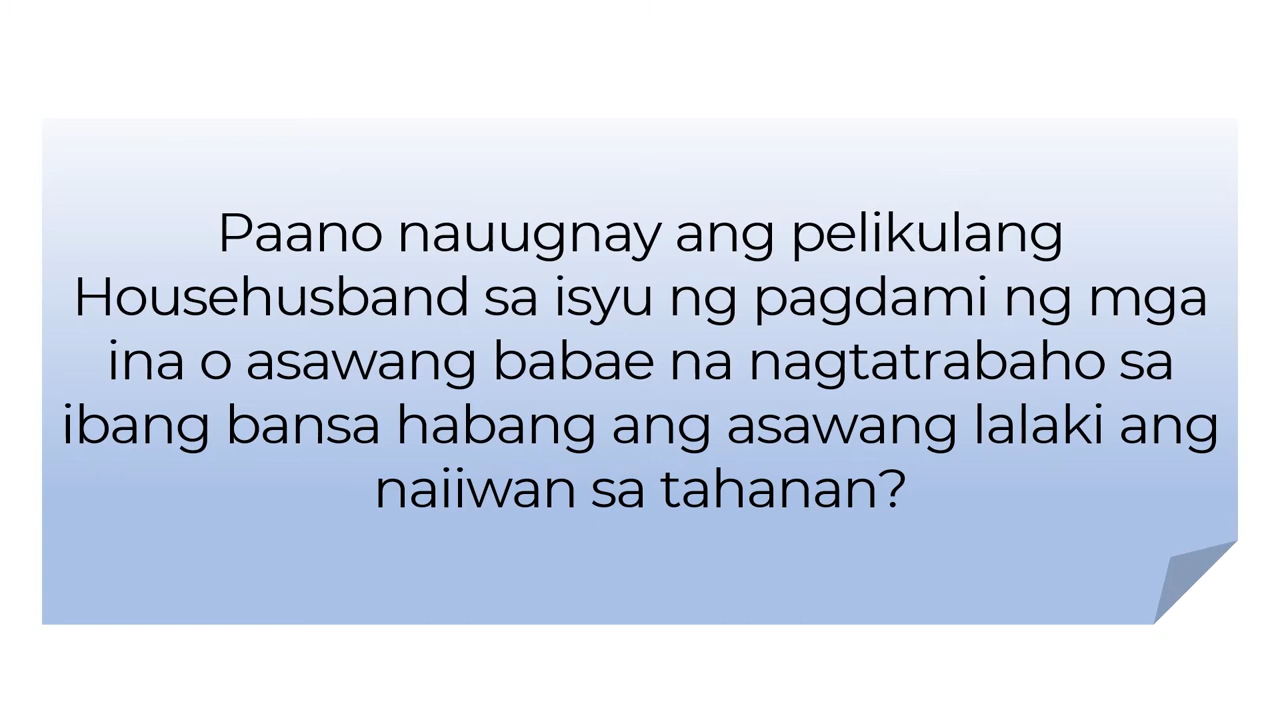 Paano nauugnay ang pelikulang
Househusband sa isyu ng pagdami ng mga
ina o asawang babae na nagtatrabaho sa
ibang bansa habang ang asawang lalaki ang
naiiwan sa tahanan?